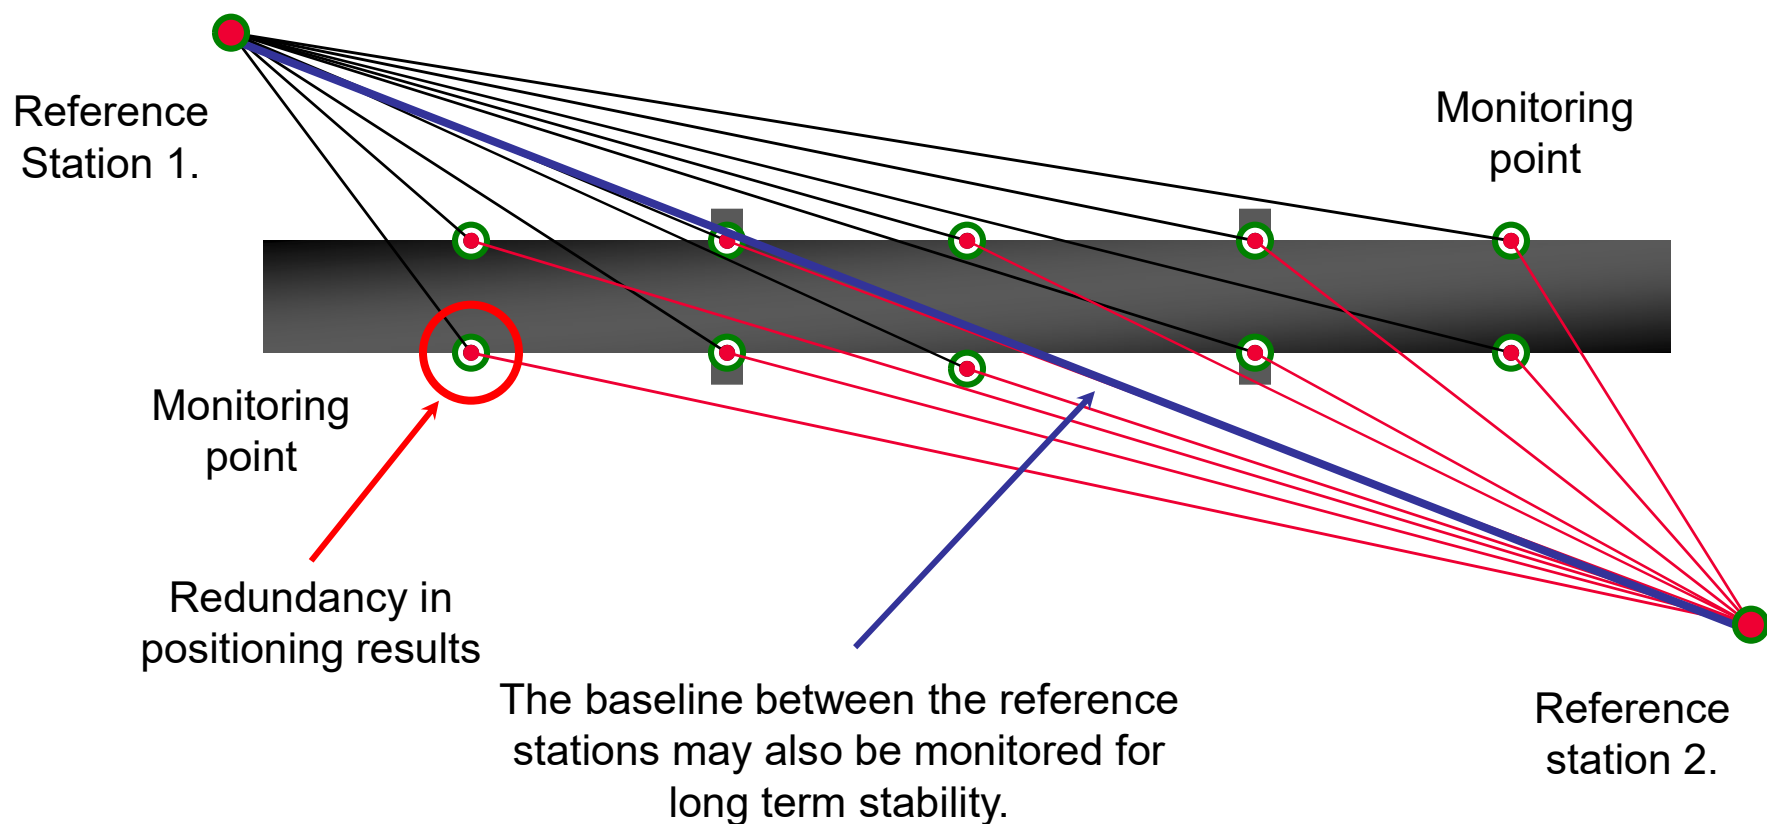 Reference
Station 1.
Monitoring
point
Monitoring
point
Redundancy in
positioning results
The baseline between the reference
stations may also be monitored for
long term stability.
Reference
station 2.